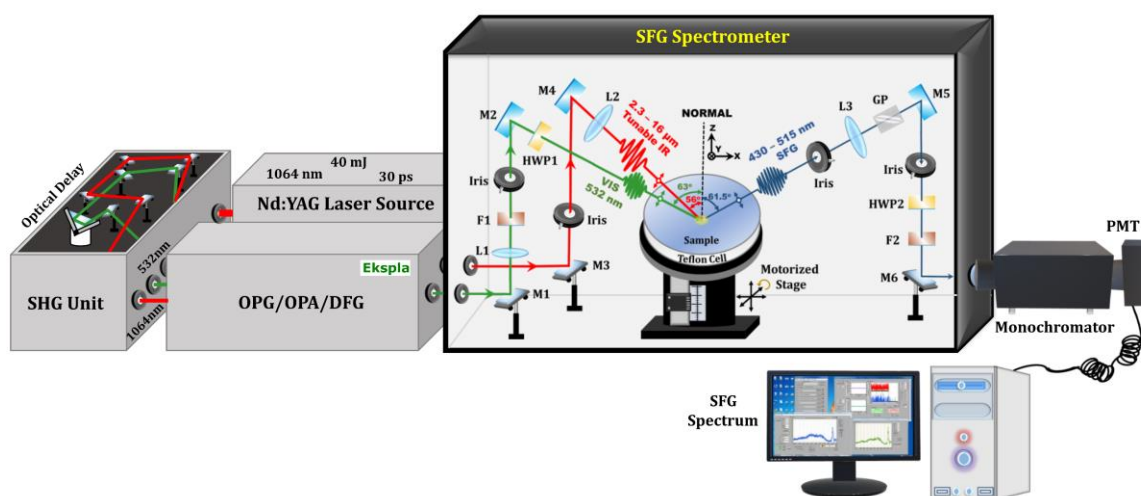 SFG Spectrometer
M4
L2
M2
2.3 – 16 μm
Tunable IR
NORMAL
Z
Y
X
430 – 515 nm
SFG
L3
GP
M5
HWP1
VIS
532 nm
63°
56°
61.5°
Iris
Iris
Iris
Iris
HWP2
F1
F2
L1
M1
M3
M6
Sample
Teflon Cell
Motorized
Stage
Optical Delay
40 mJ
1064 nm
30 ps
Nd:YAG Laser Source
532nm
1064nm
SHG Unit
Ekspla
OPG/OPA/DFG
PMT
Monochromator
SFG
Spectrum